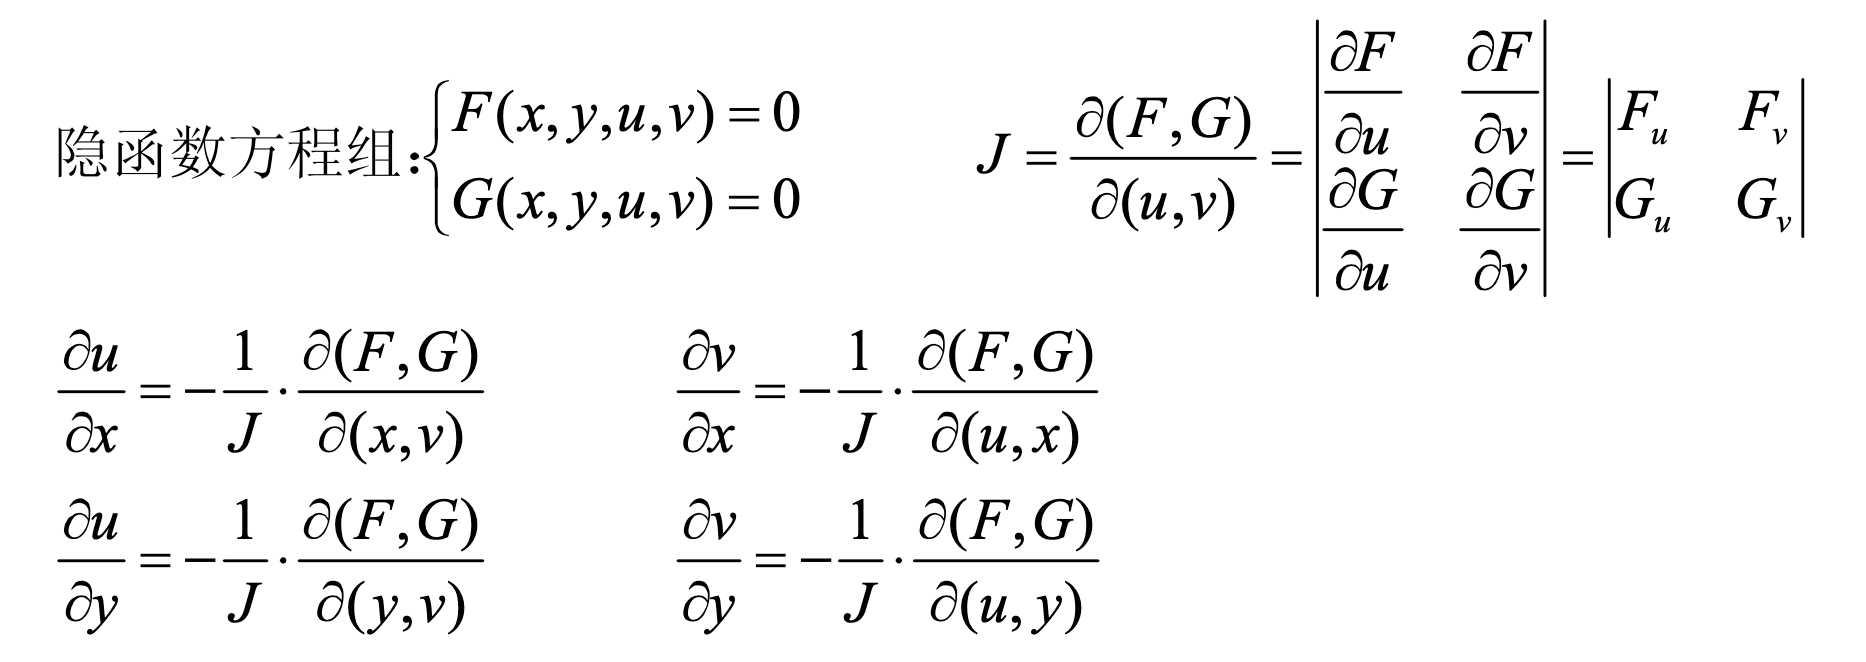 隐函数方程组：{F(x,y,u,v)=0 G(x,y,u,v)=0 J=∂(F,G)/∂(u,v)=|∂F/∂u ∂F/∂v; ∂G/∂u ∂G/∂v|=|F_u F_v; G_u G_v|
∂u/∂x=-1/J·∂(F,G)/∂(x,v) ∂v/∂x=-1/J·∂(F,G)/∂(u,x)
∂u/∂y=-1/J·∂(F,G)/∂(y,v) ∂v/∂y=-1/J·∂(F,G)/∂(u,y)